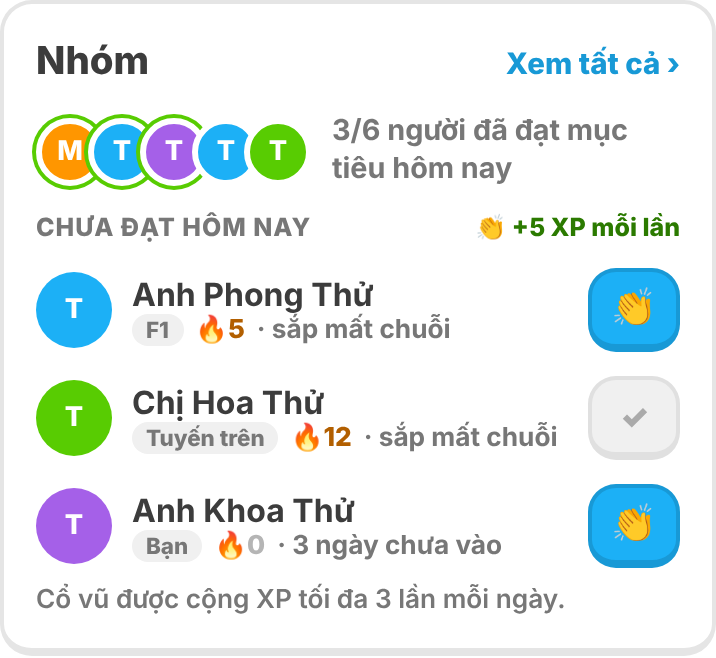 Nhóm
Xem tất cả ›
M T T T T
3/6 người đã đạt mục
tiêu hôm nay
CHƯA ĐẠT HÔM NAY
👏 +5 XP mỗi lần
T
Anh Phong Thử
F1 🔥5 · sắp mất chuỗi
👏
T
Chị Hoa Thử
Tuyến trên 🔥12 · sắp mất chuỗi
✓
T
Anh Khoa Thử
Bạn 🔥0 · 3 ngày chưa vào
👏
Cổ vũ được cộng XP tối đa 3 lần mỗi ngày.